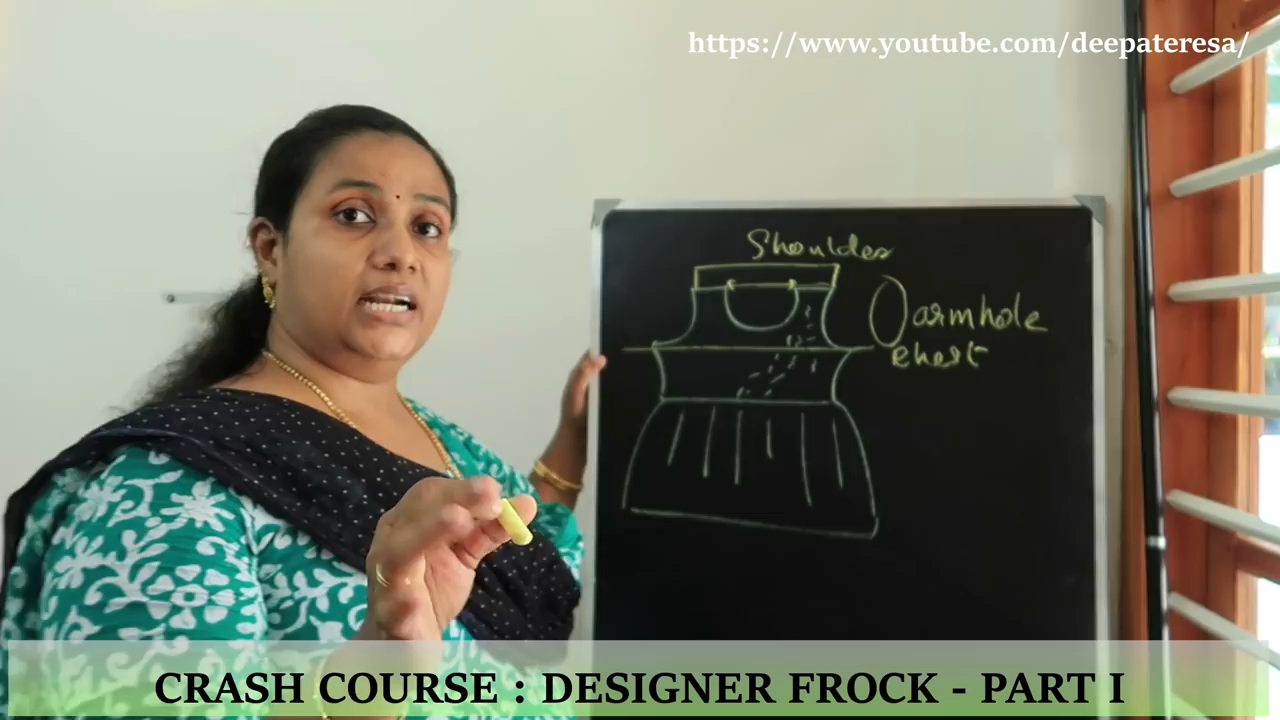 https://www.youtube.com/deepateresa/
Shoulder
armhole
chest
CRASH COURSE : DESIGNER FROCK - PART I